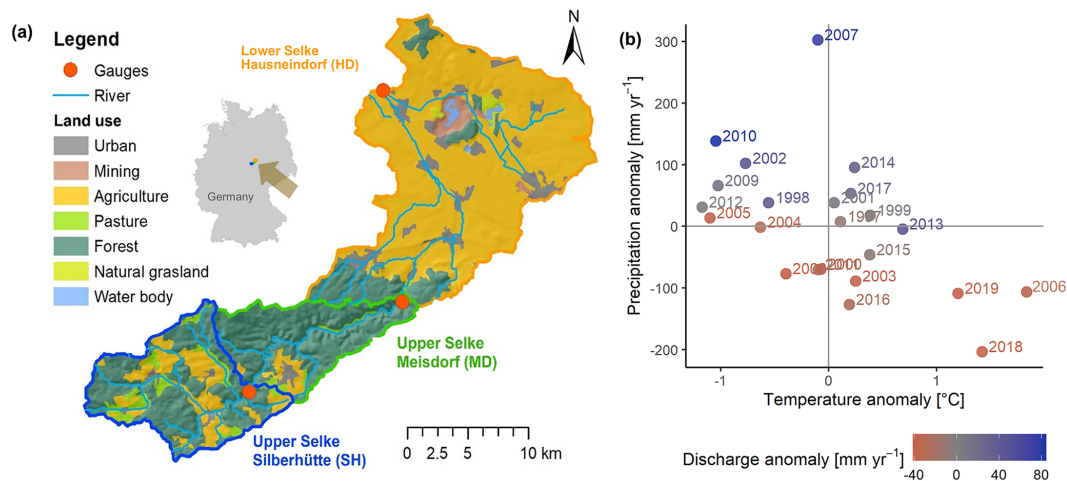 (a)
Legend
Gauges
River
Land use
Urban
Mining
Agriculture
Pasture
Forest
Natural grassland
Water body
Germany
Lower Selke
Hausneindorf (HD)
N
Upper Selke
Meisdorf (MD)
Upper Selke
Silberhütte (SH)
0 2.5 5 10 km
(b)
Precipitation anomaly [mm yr⁻¹]
300
200
100
0
-100
-200
2007
2010
2002
2014
2009
2017
1998
2001
2012
2005
1997
1999
2004
2013
2015
2000
2003
2016
2019
2006
2018
-1 0 1
Temperature anomaly [°C]
Discharge anomaly [mm yr⁻¹]
-40 0 40 80